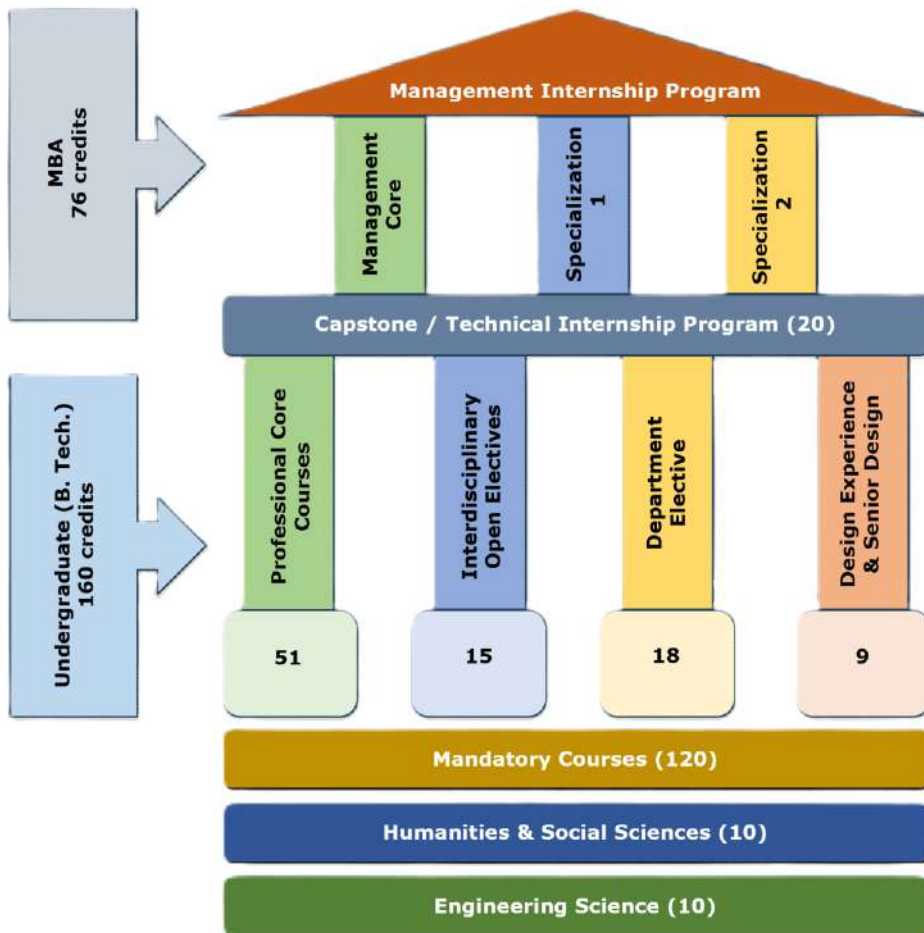 MBA
76 credits
Management Internship Program
Management
Core
Specialization
1
Specialization
2
Capstone / Technical Internship Program (20)
Undergraduate (B. Tech.)
160 credits
Professional Core
Courses
Interdisciplinary
Open Electives
Department
Elective
Design Experience
& Senior Design
51
15
18
9
Mandatory Courses (120)
Humanities & Social Sciences (10)
Engineering Science (10)